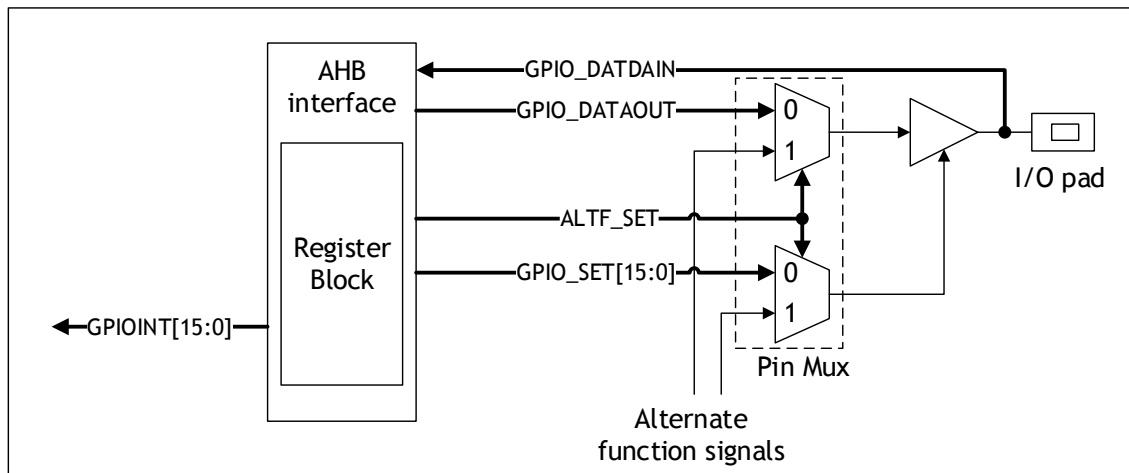 AHB
interface
GPIO_DATDAIN
GPIO_DATAOUT
0
1
I/O pad
ALTF_SET
Register
Block
GPIO_SET[15:0]
0
1
GPIOINT[15:0]
Pin Mux
Alternate
function signals